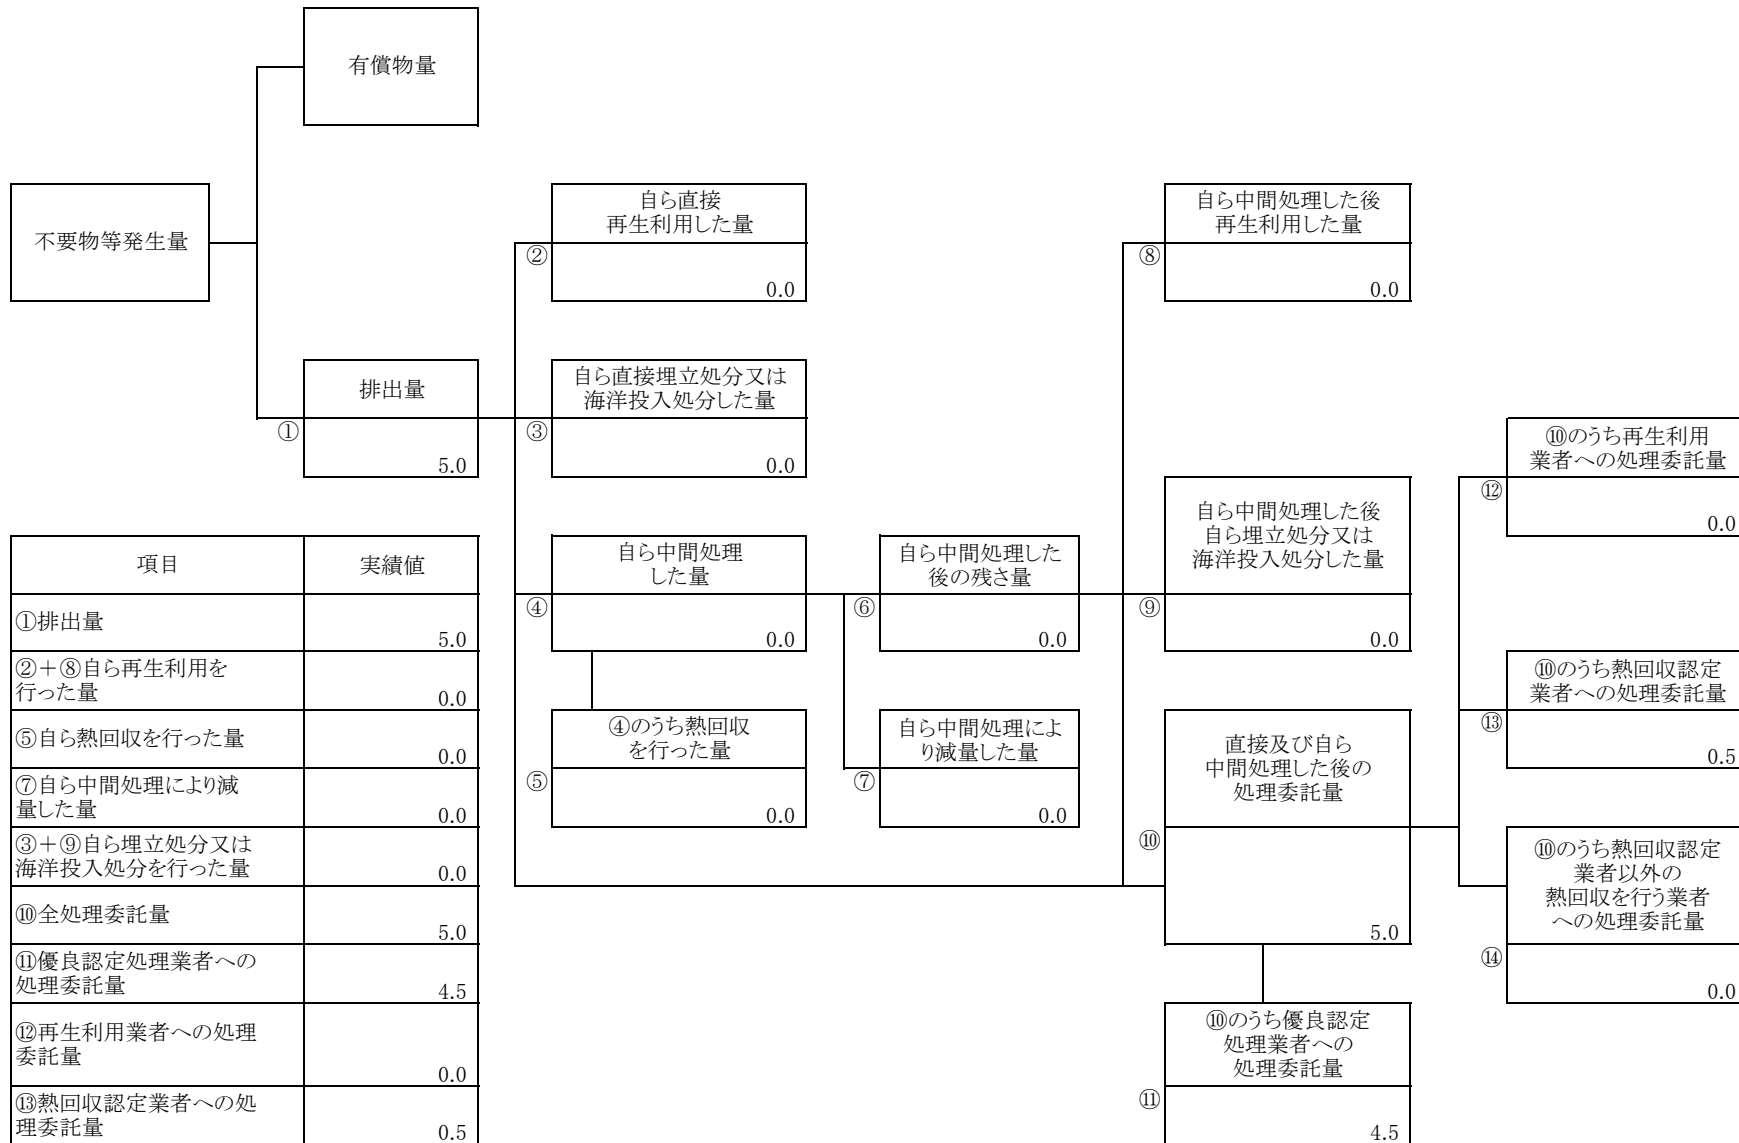 有償物量
不要物等発生量
自ら直接
再生利用した量
②
0.0
自ら中間処理した後
再生利用した量
⑧
0.0
排出量
①
5.0
自ら直接埋立処分又は
海洋投入処分した量
③
0.0
⑩のうち再生利用
業者への処理委託量
⑫
0.0
自ら中間処理
した量
④
0.0
自ら中間処理した
後の残さ量
⑥
0.0
自ら中間処理した後
自ら埋立処分又は
海洋投入処分した量
⑨
0.0
⑩のうち熱回収認定
業者への処理委託量
⑬
0.5
④のうち熱回収
を行った量
⑤
0.0
自ら中間処理によ
り減量した量
⑦
0.0
直接及び自ら
中間処理した後の
処理委託量
⑩
5.0
⑩のうち熱回収認定
業者以外の
熱回収を行う業者
への処理委託量
⑭
0.0
⑩のうち優良認定
処理業者への
処理委託量
⑪
4.5
項目 実績値
①排出量
5.0
②＋⑧自ら再生利用を
行った量
0.0
⑤自ら熱回収を行った量
0.0
⑦自ら中間処理により減
量した量
0.0
③＋⑨自ら埋立処分又は
海洋投入処分を行った量
0.0
⑩全処理委託量
5.0
⑪優良認定処理業者への
処理委託量
4.5
⑫再生利用業者への処理
委託量
0.0
⑬熱回収認定業者への処
理委託量
0.5